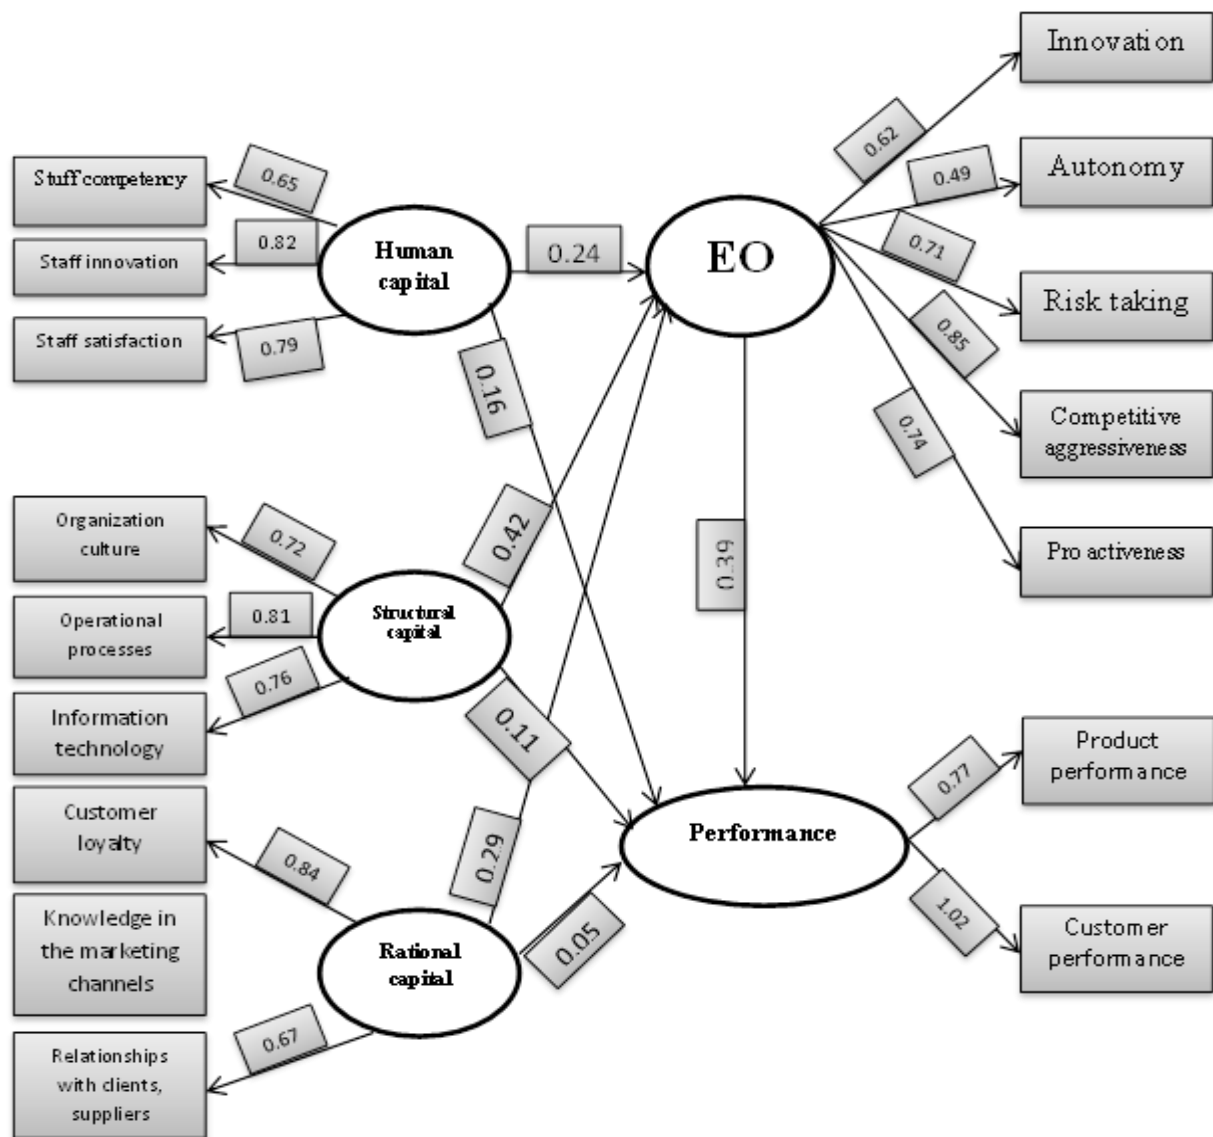 Innovation
0.62
Autonomy
0.49
Stuff competency
0.65
0.82
Staff innovation
Human
capital
0.24
EO
0.71
Risk taking
0.85
Staff satisfaction
0.79
0.16
0.74
Competitive
aggressiveness
Organization
culture
0.72
0.42
0.39
Pro activeness
Operational
processes
0.81
Structural
capital
0.76
Information
technology
0.11
Product
performance
0.77
Customer
loyalty
0.84
0.29
Performance
Knowledge in
the marketing
channels
Rational
capital
0.05
1.02
Customer
performance
0.67
Relationships
with clients,
suppliers